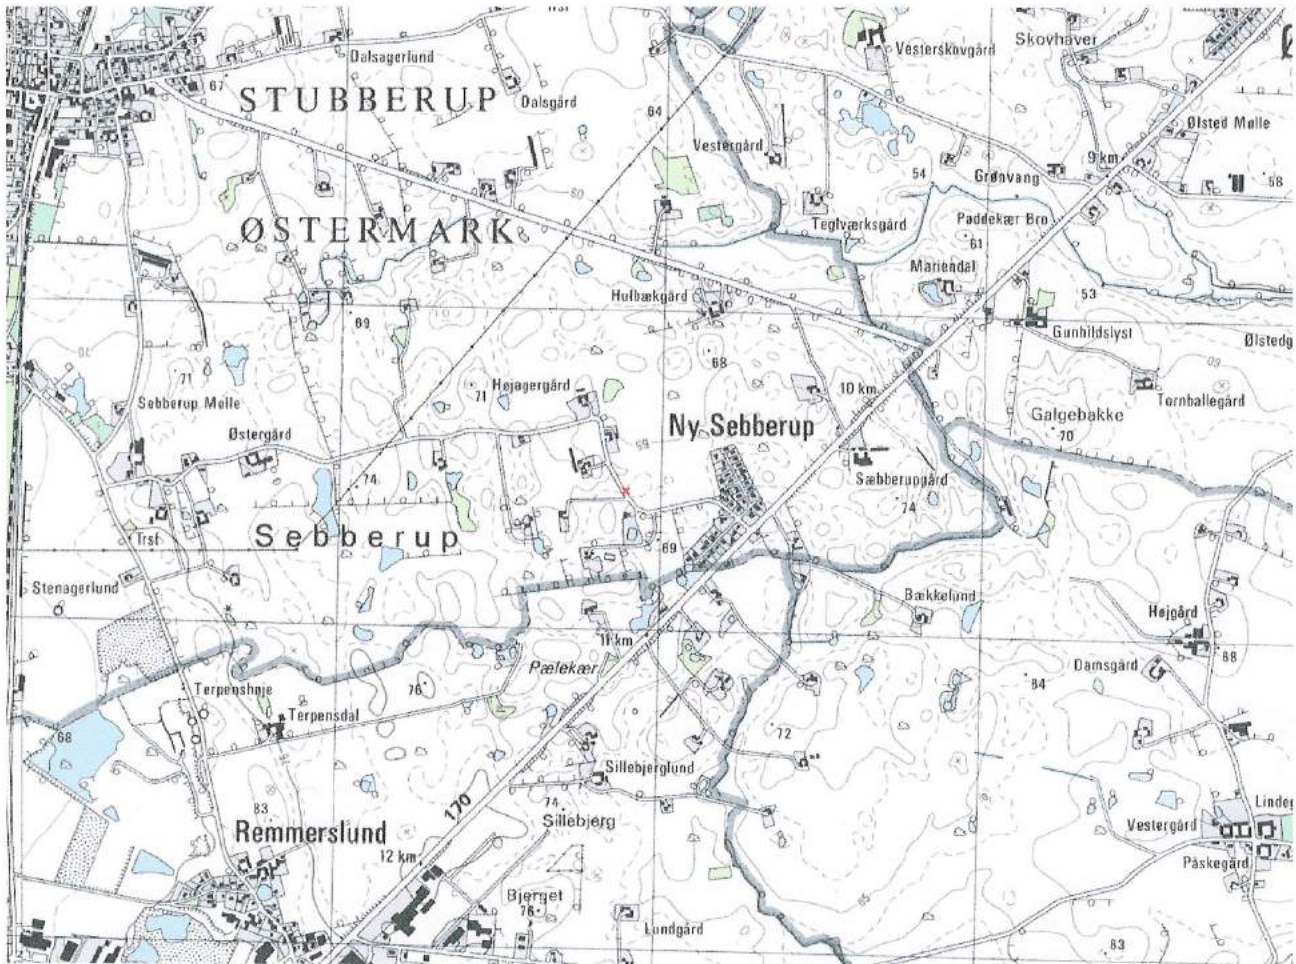 Skovhaver
Vesterskovgård
Dalsagerlund
67
STUBBERUP
Dalsgård
64
Ølsted Mølle
Vestergård
9 km
54
Grønvang
58
ØSTERMARK
Teglværksgård
Pøddekær Bro
61
Mariendal
Hulbækgård
53
69
Gunhildslyst
Ølstedg
68
71
Højagergård
71
10 km
Tornballegård
Sebberup Mølle
Ny Sebberup
Galgebakke
70
Østergård
74
Sæbberupgård
74
Sebberup
Trsf
69
Stenagerlund
Bækkelund
Højgård
11 km
68
Pælekær
Damsgård
76
84
Terpenshøje
Terpensdal
68
72
Sillebjerglund
170
74
Sillebjerg
83
Remmerslund
Vestergård
12 km
Påskegård
Bjerget
76
Lundgård
83